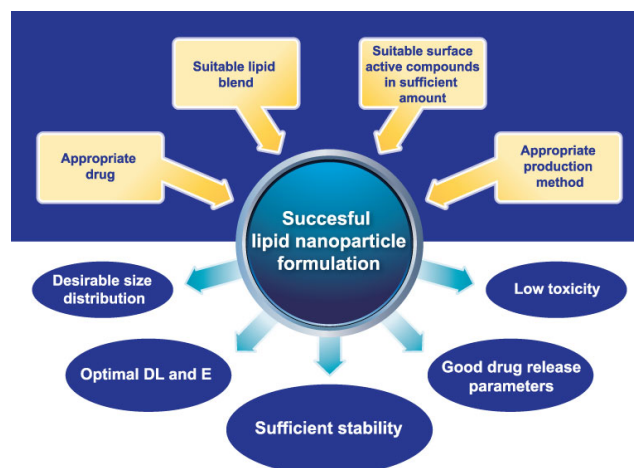 Suitable lipid
blend
Suitable surface
active compounds
in sufficient
amount
Appropriate
drug
Appropriate
production
method
Succesful
lipid nanoparticle
formulation
Desirable size
distribution
Low toxicity
Optimal DL and E
Good drug release
parameters
Sufficient stability